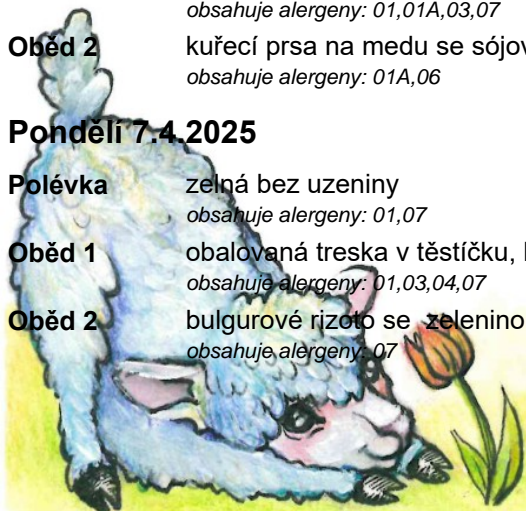 obsahuje alergeny: 01,01A,03,07
Oběd 2 kuřecí prsa na medu se sójov
obsahuje alergeny: 01A,06
Pondělí 7.4.2025
Polévka zelná bez uzeniny
obsahuje alergeny: 01,07
Oběd 1 obalovaná treska v těstíčku,
obsahuje alergeny: 01,03,04,07
Oběd 2 bulgurové rizoto se zelenino
obsahuje alergeny: 07